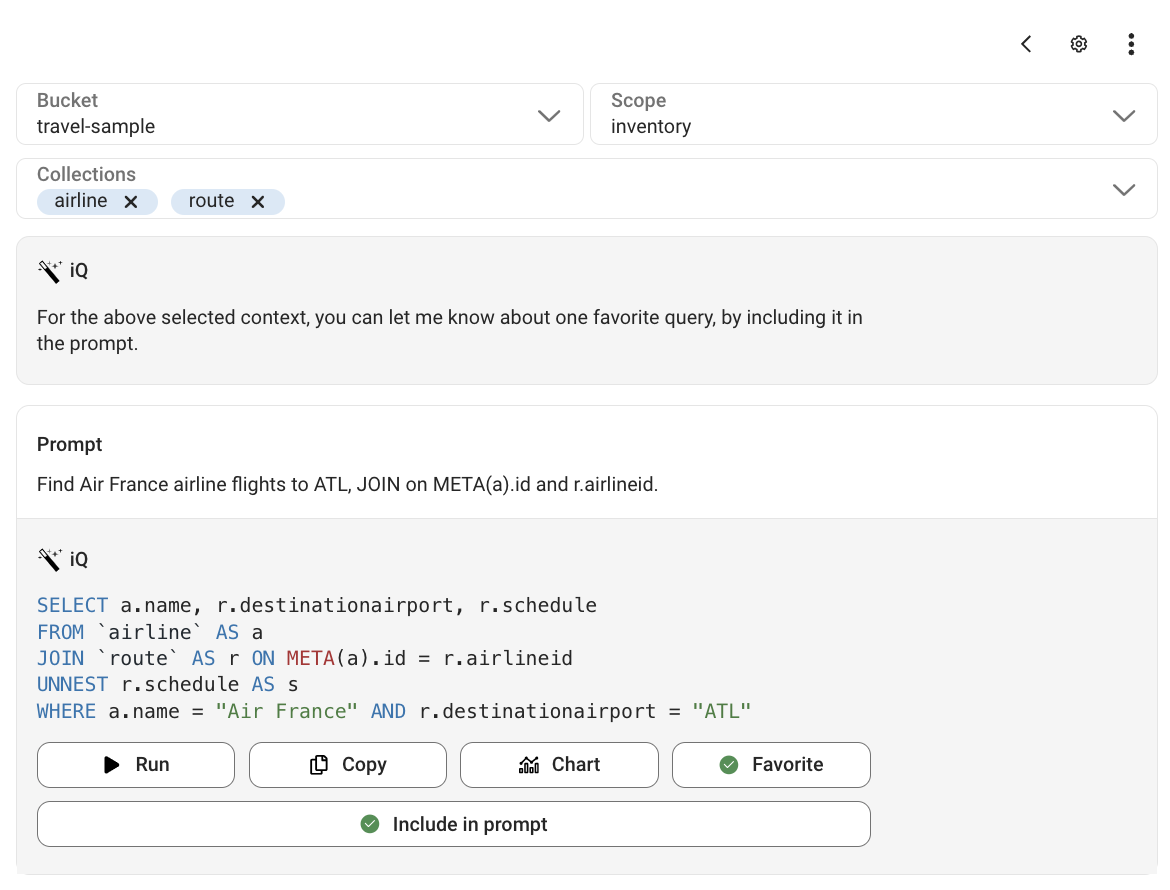 Bucket
travel-sample
Scope
inventory
Collections
airline
route
iQ
For the above selected context, you can let me know about one favorite query, by including it in
the prompt.
Prompt
Find Air France airline flights to ATL, JOIN on META(a).id and r.airlineid.
iQ
SELECT a.name, r.destinationairport, r.schedule
FROM `airline` AS a
JOIN `route` AS r ON META(a).id = r.airlineid
UNNEST r.schedule AS s
WHERE a.name = "Air France" AND r.destinationairport = "ATL"
Run
Copy
Chart
Favorite
Include in prompt